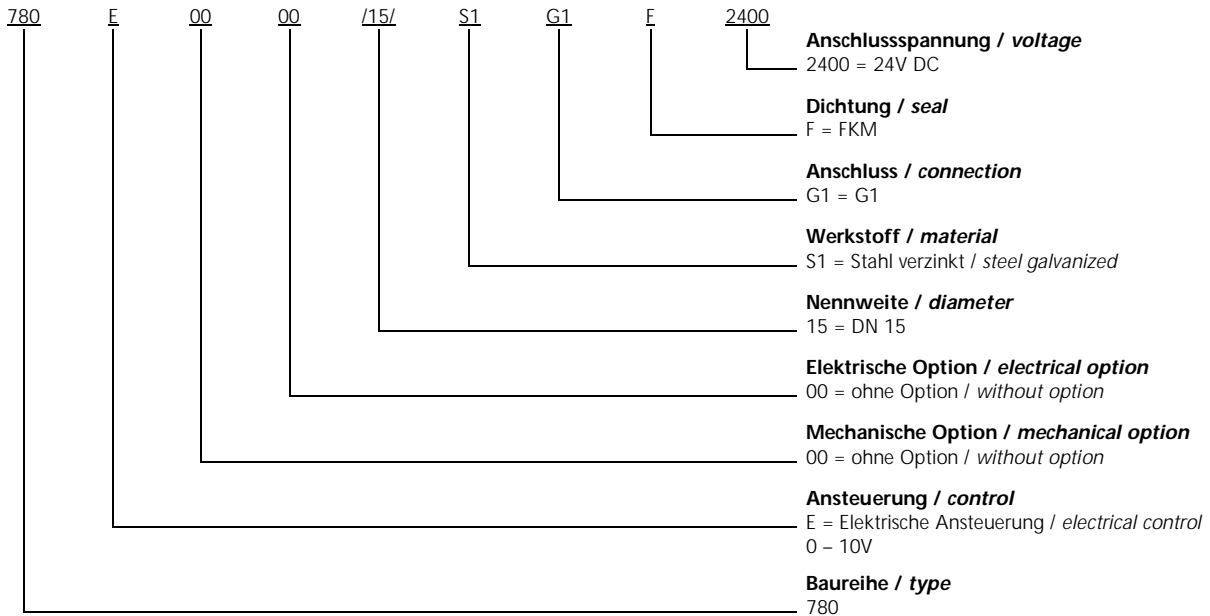 780 E 00 00 /15/ S1 G1 F 2400
Anschlussspannung / voltage
2400 = 24V DC
Dichtung / seal
F = FKM
Anschluss / connection
G1 = G1
Werkstoff / material
S1 = Stahl verzinkt / steel galvanized
Nennweite / diameter
15 = DN 15
Elektrische Option / electrical option
00 = ohne Option / without option
Mechanische Option / mechanical option
00 = ohne Option / without option
Ansteuerung / control
E = Elektrische Ansteuerung / electrical control
0 – 10V
Baureihe / type
780